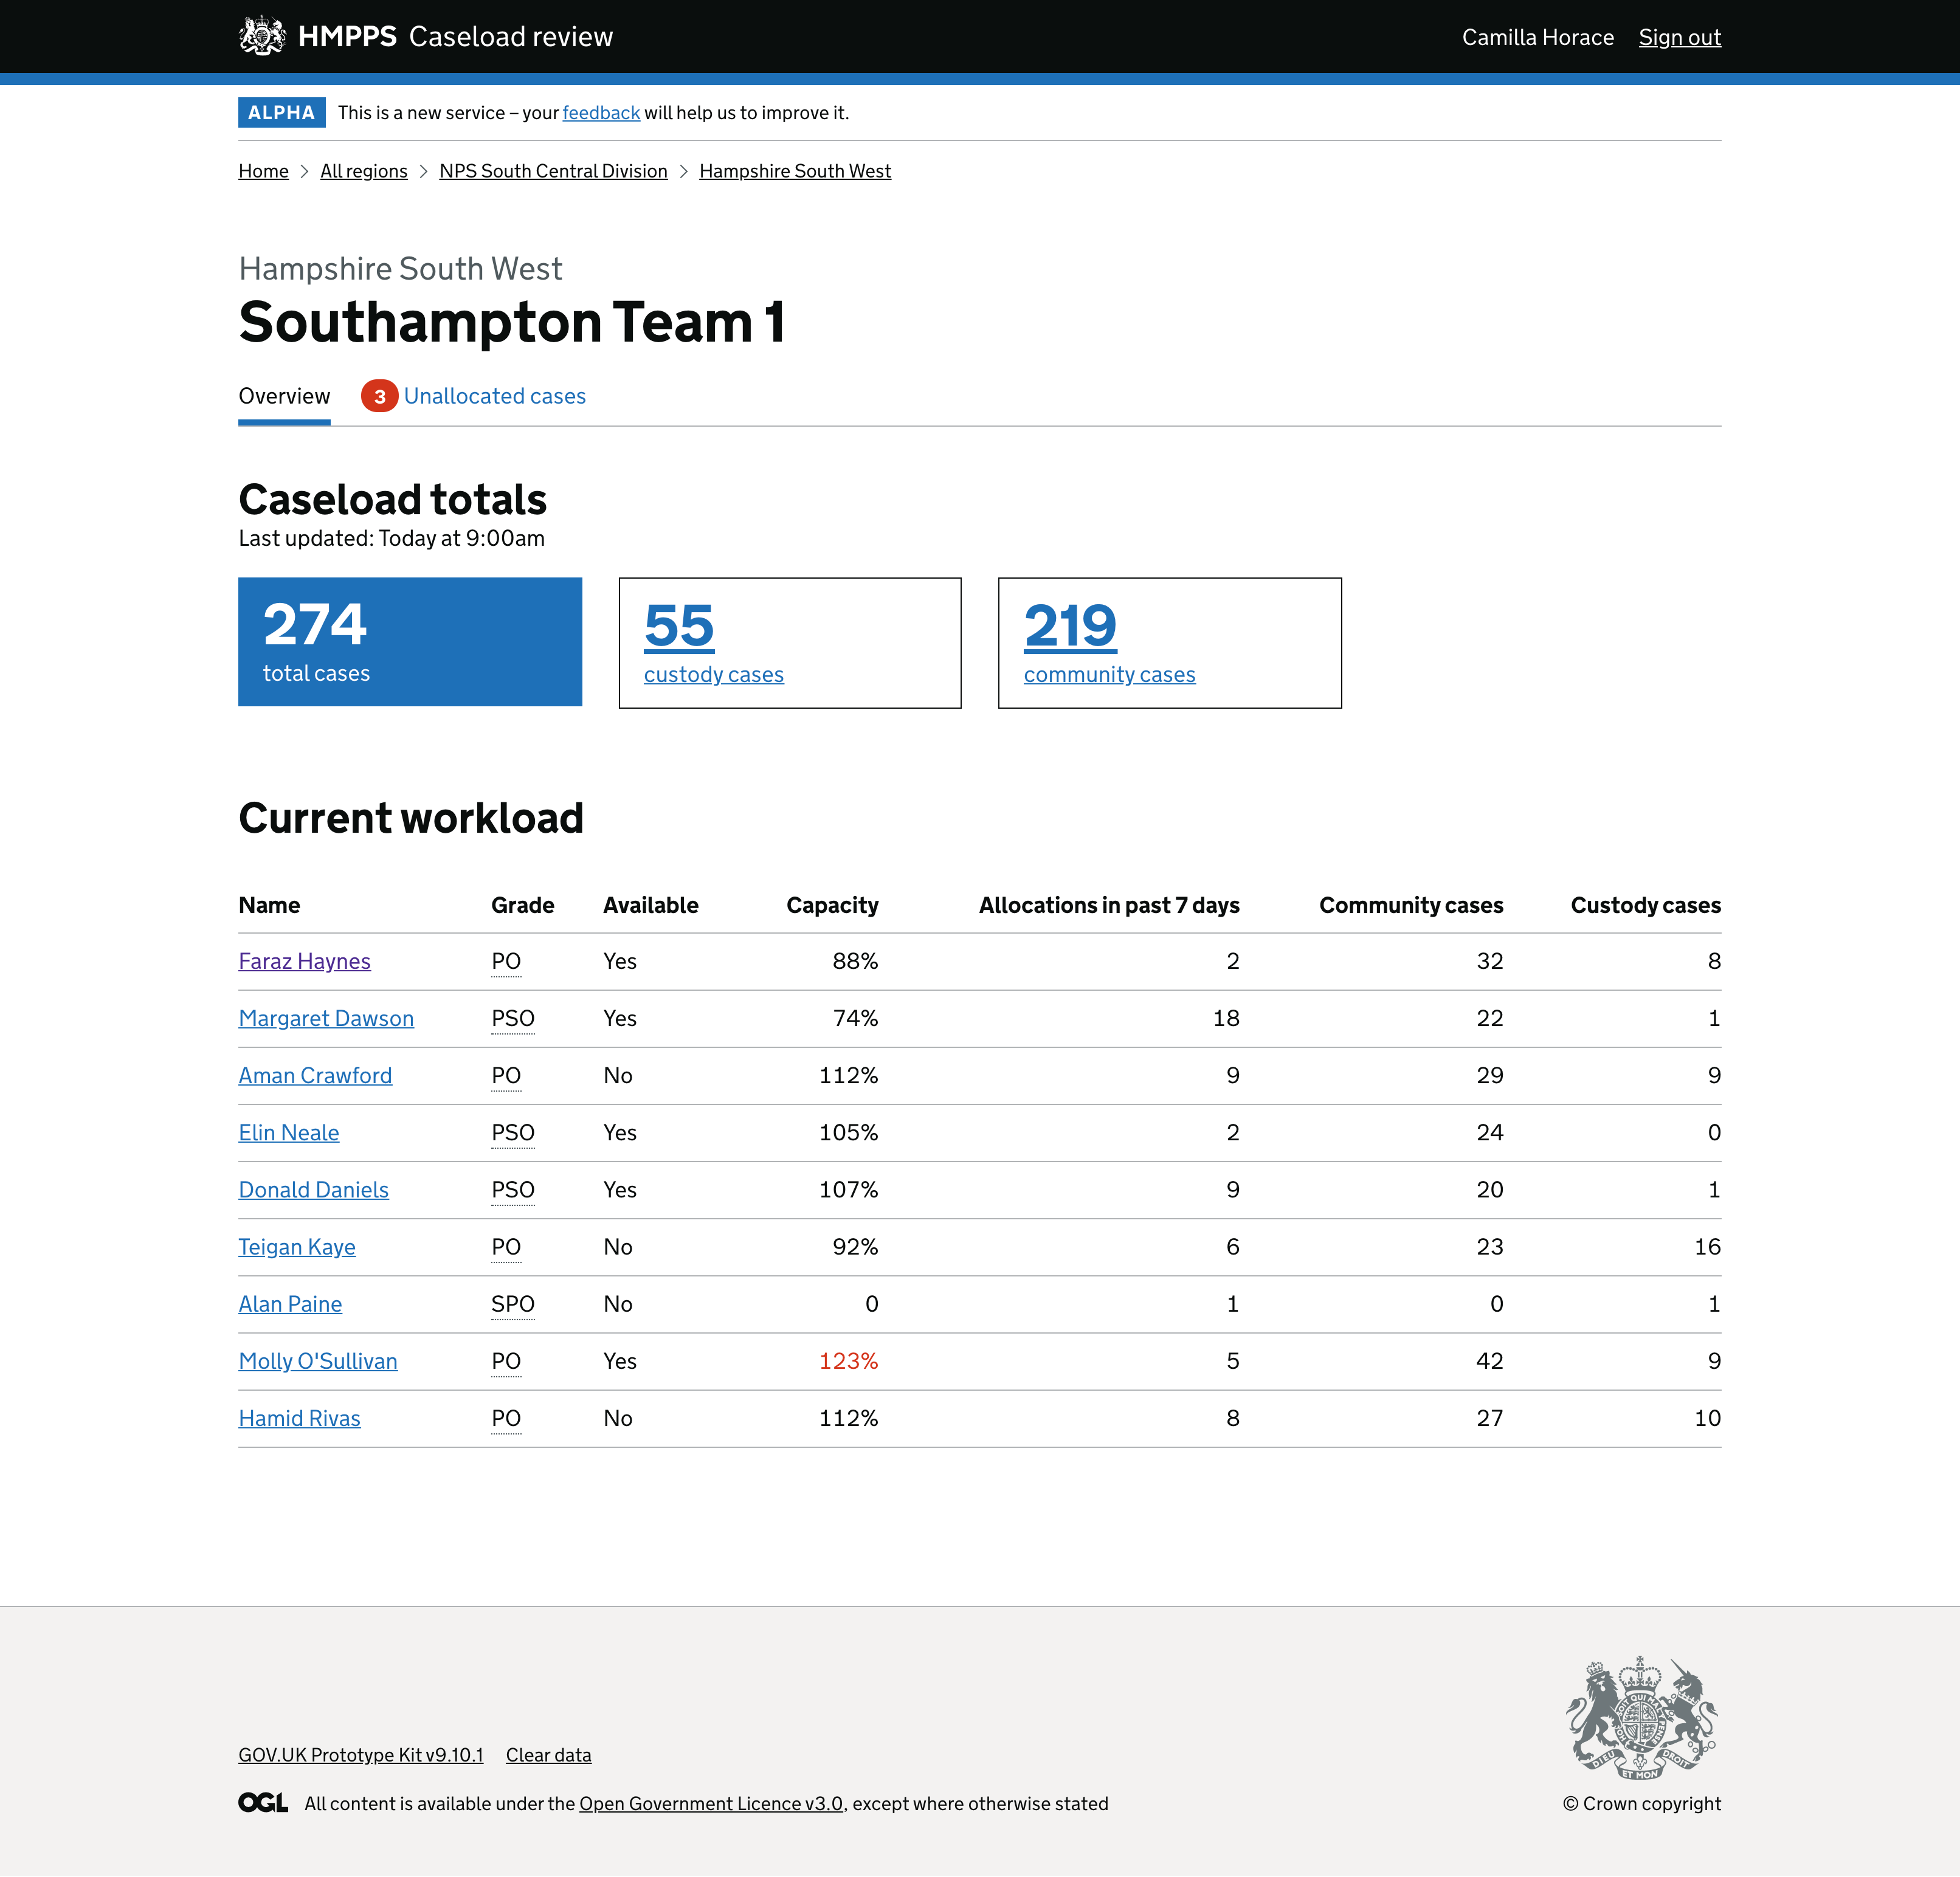 HMPPS Caseload review Camilla Horace Sign out
ALPHA This is a new service – your feedback will help us to improve it.
Home All regions NPS South Central Division Hampshire South West
Hampshire South West
Southampton Team 1
Overview 3 Unallocated cases
Caseload totals
Last updated: Today at 9:00am
274 55 219
total cases custody cases community cases
Current workload
Name Grade Available Capacity Allocations in past 7 days Community cases Custody cases
Faraz Haynes PO Yes 88% 2 32 8
Margaret Dawson PSO Yes 74% 18 22 1
Aman Crawford PO No 112% 9 29 9
Elin Neale PSO Yes 105% 2 24 0
Donald Daniels PSO Yes 107% 9 20 1
Teigan Kaye PO No 92% 6 23 16
Alan Paine SPO No 0 1 0 1
Molly O'Sullivan PO Yes 123% 5 42 9
Hamid Rivas PO No 112% 8 27 10
DIEU ET MON DROIT
GOV.UK Prototype Kit v9.10.1 Clear data
OGL All content is available under the Open Government Licence v3.0, except where otherwise stated © Crown copyright